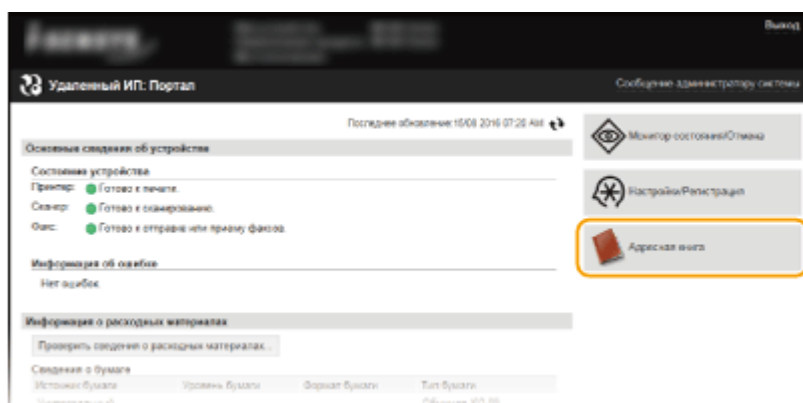 Выход
Удаленный ИП: Портал
Сообщение администратору системы
Последнее обновление: 15/08 2016 07:20 AM
Основные сведения об устройстве
Состояние устройства
Принтер: Готово к печати.
Сканер: Готово к сканированию.
Факс: Готово к отправке или приему факсов.
Информация об ошибке
Нет ошибок.
Информация о расходных материалах
Проверить сведения о расходных материалах...
Сведения о бумаге
Источник бумаги Уровень бумаги Формат бумаги Тип бумаги
Монитор состояния/Отмена
Настройки/Регистрация
Адресная книга